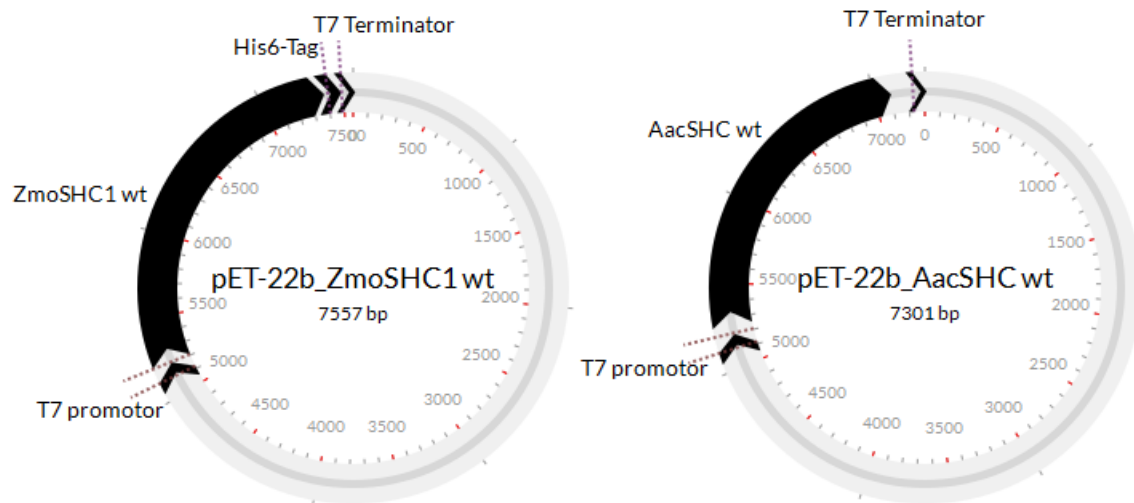 T7 Terminator
His6-Tag
ZmoSHC1 wt
T7 promotor
pET-22b_ZmoSHC1 wt
7557 bp
7500
0
500
1000
1500
2000
2500
3000
3500
4000
4500
5000
5500
6000
6500
7000
T7 Terminator
AacSHC wt
T7 promotor
pET-22b_AacSHC wt
7301 bp
0
500
1000
1500
2000
2500
3000
3500
4000
4500
5000
5500
6000
6500
7000